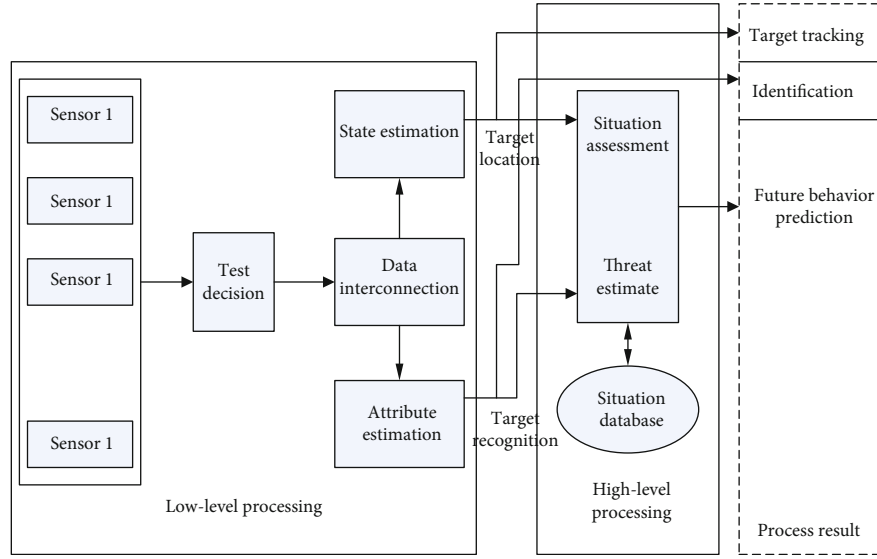 Sensor 1
Sensor 1
Sensor 1
Sensor 1
Test
decision
State estimation
Data
interconnection
Attribute
estimation
Low-level processing
Target
location
Target
recognition
Situation
assessment
Threat
estimate
Situation
database
High-level
processing
Target tracking
Identification
Future behavior
prediction
Process result